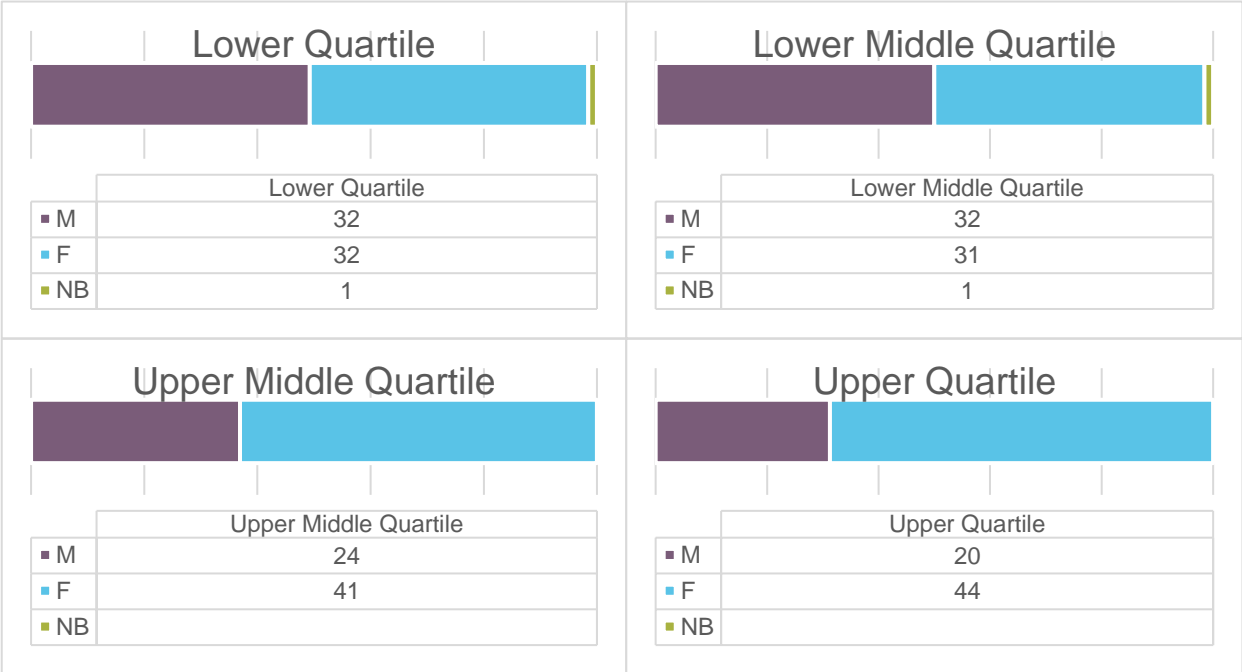 Lower Quartile
Lower Quartile
M 32
F 32
NB 1
Lower Middle Quartile
Lower Middle Quartile
M 32
F 31
NB 1
Upper Middle Quartile
Upper Middle Quartile
M 24
F 41
NB
Upper Quartile
Upper Quartile
M 20
F 44
NB